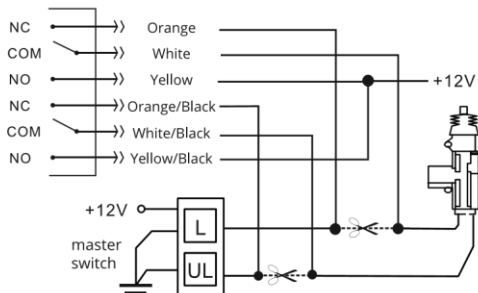 NC Orange
COM White
NO Yellow
+12V
NC Orange/Black
COM White/Black
NO Yellow/Black
+12V
L
master
switch
UL